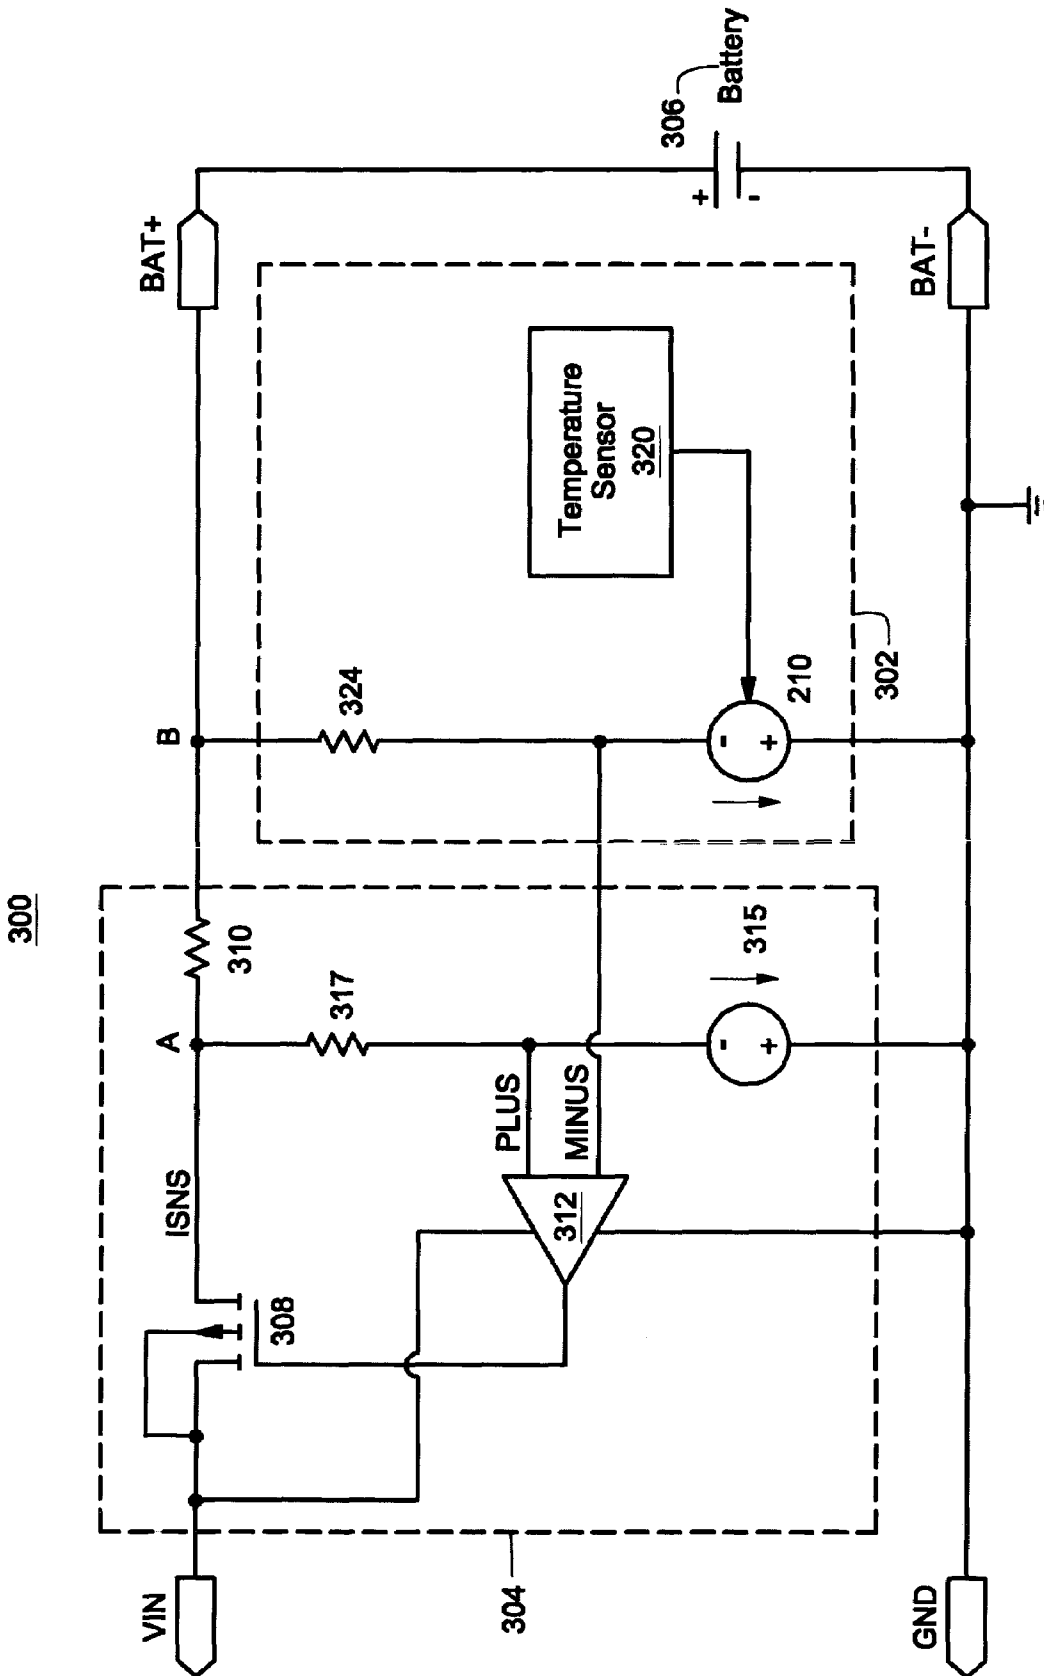 300
VIN
ISNS
A
B
BAT+
308
310
317
324
PLUS
MINUS
312
Temperature
Sensor
320
306
Battery
+
-
-
+
315
-
+
210
304
302
GND
BAT-